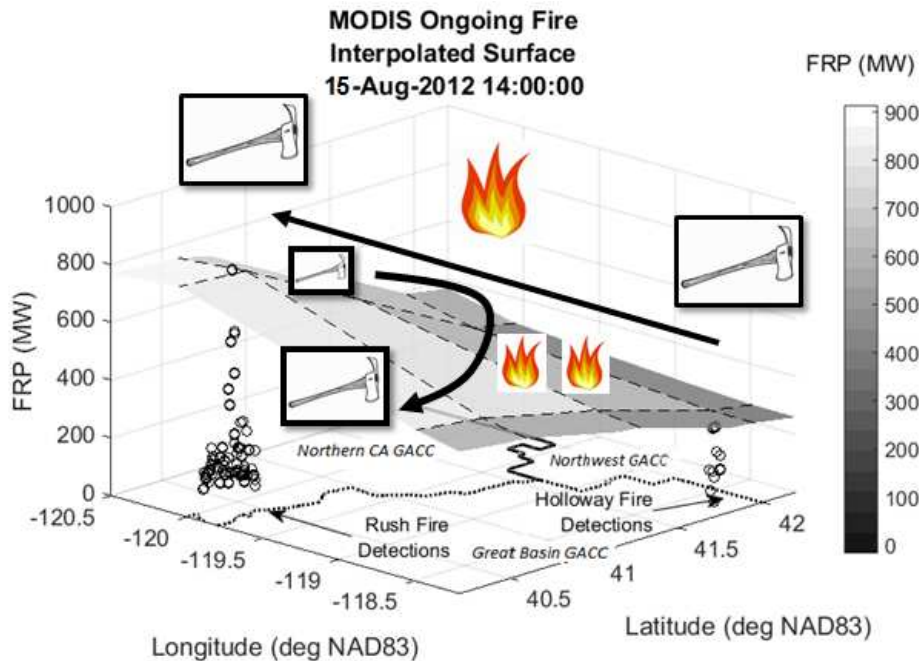 MODIS Ongoing Fire
Interpolated Surface
15-Aug-2012 14:00:00
FRP (MW)
900
800
700
600
500
400
300
200
100
0
FRP (MW)
1000
800
600
400
200
0
Northern CA GACC
Northwest GACC
Rush Fire
Detections
Holloway Fire
Detections
Great Basin GACC
-120.5
-120
-119.5
-119
-118.5
40.5
41
41.5
42
Longitude (deg NAD83)
Latitude (deg NAD83)